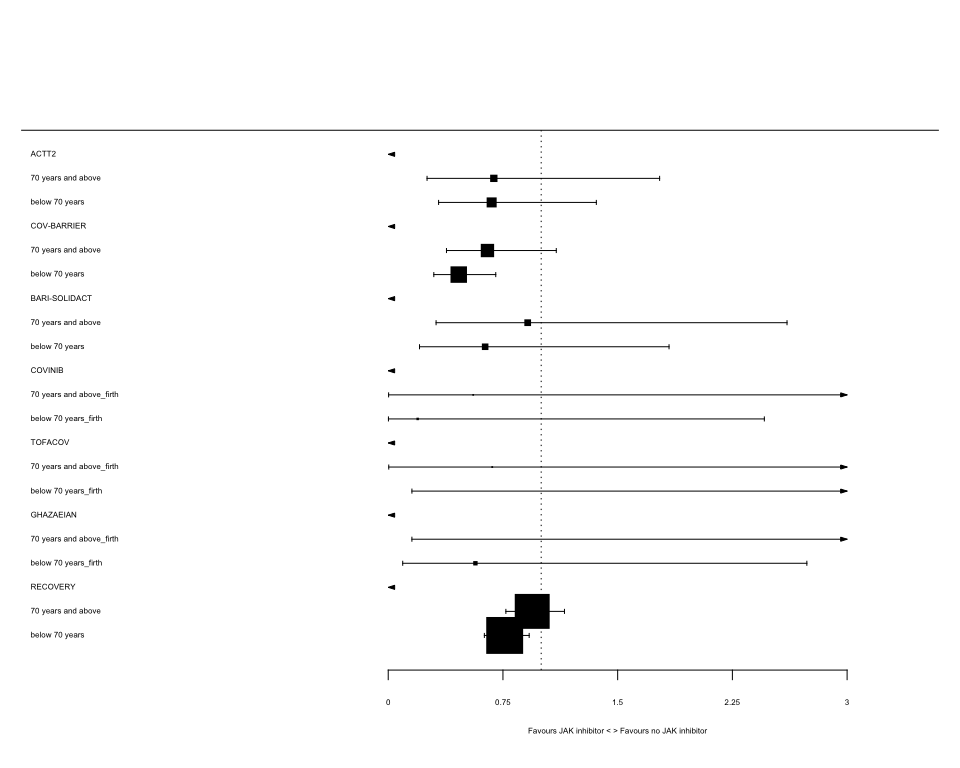 ACTT2
70 years and above
below 70 years
COV-BARRIER
70 years and above
below 70 years
BARI-SOLIDACT
70 years and above
below 70 years
COVINIB
70 years and above_firth
below 70 years_firth
TOFACOV
70 years and above_firth
below 70 years_firth
GHAZAEIAN
70 years and above_firth
below 70 years_firth
RECOVERY
70 years and above
below 70 years
0 0.75 1.5 2.25 3
Favours JAK inhibitor < > Favours no JAK inhibitor